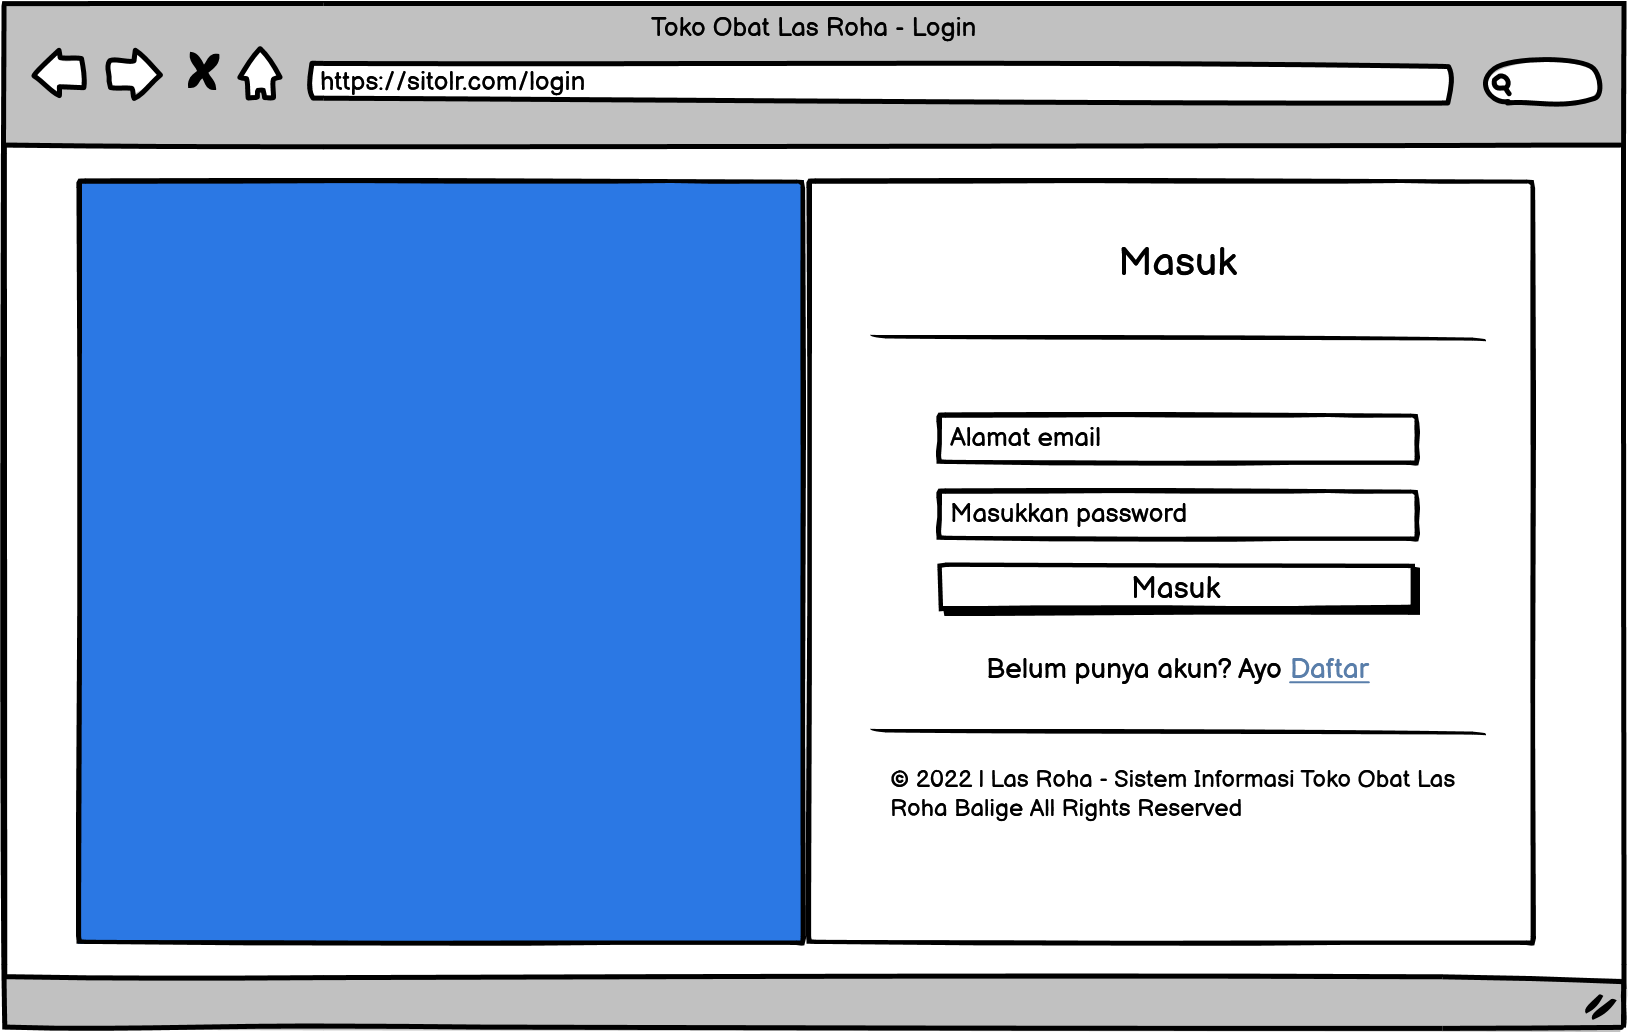 Toko Obat Las Roha - Login
https://sitolr.com/login
Masuk
Alamat email
Masukkan password
Masuk
Belum punya akun? Ayo Daftar
© 2022 | Las Roha - Sistem Informasi Toko Obat Las
Roha Balige All Rights Reserved